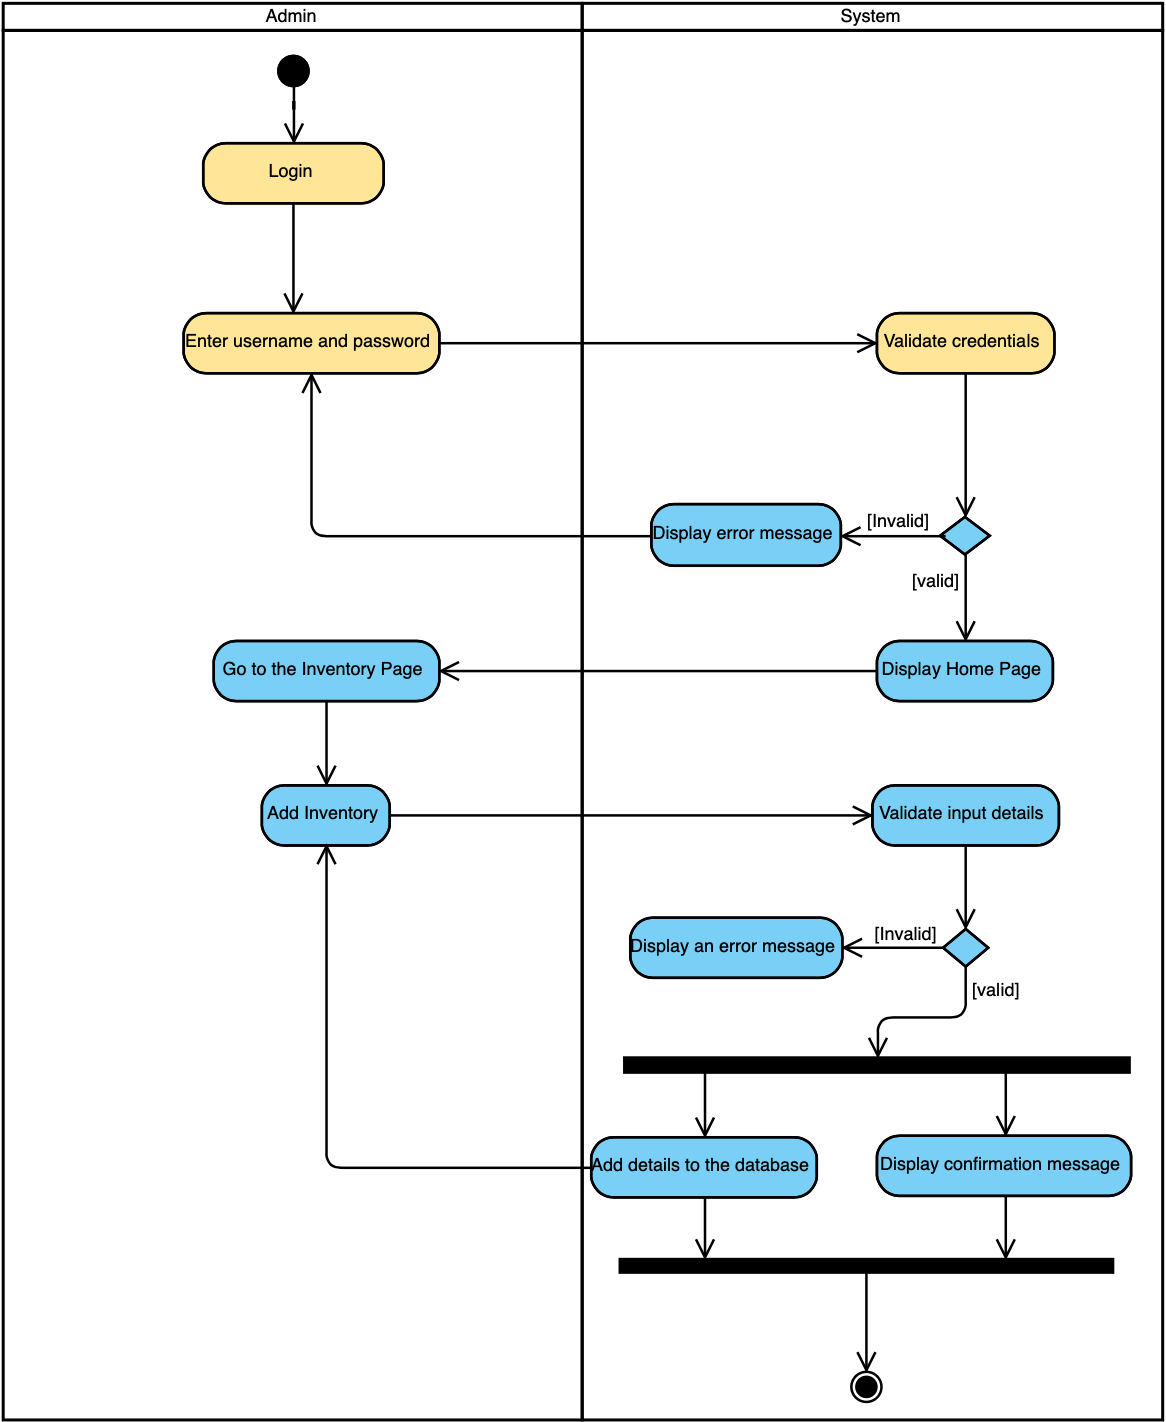 Admin
System
Login
Enter username and password
Validate credentials
[Invalid]
Display error message
[valid]
Go to the Inventory Page
Display Home Page
Add Inventory
Validate input details
[Invalid]
Display an error message
[valid]
Add details to the database
Display confirmation message